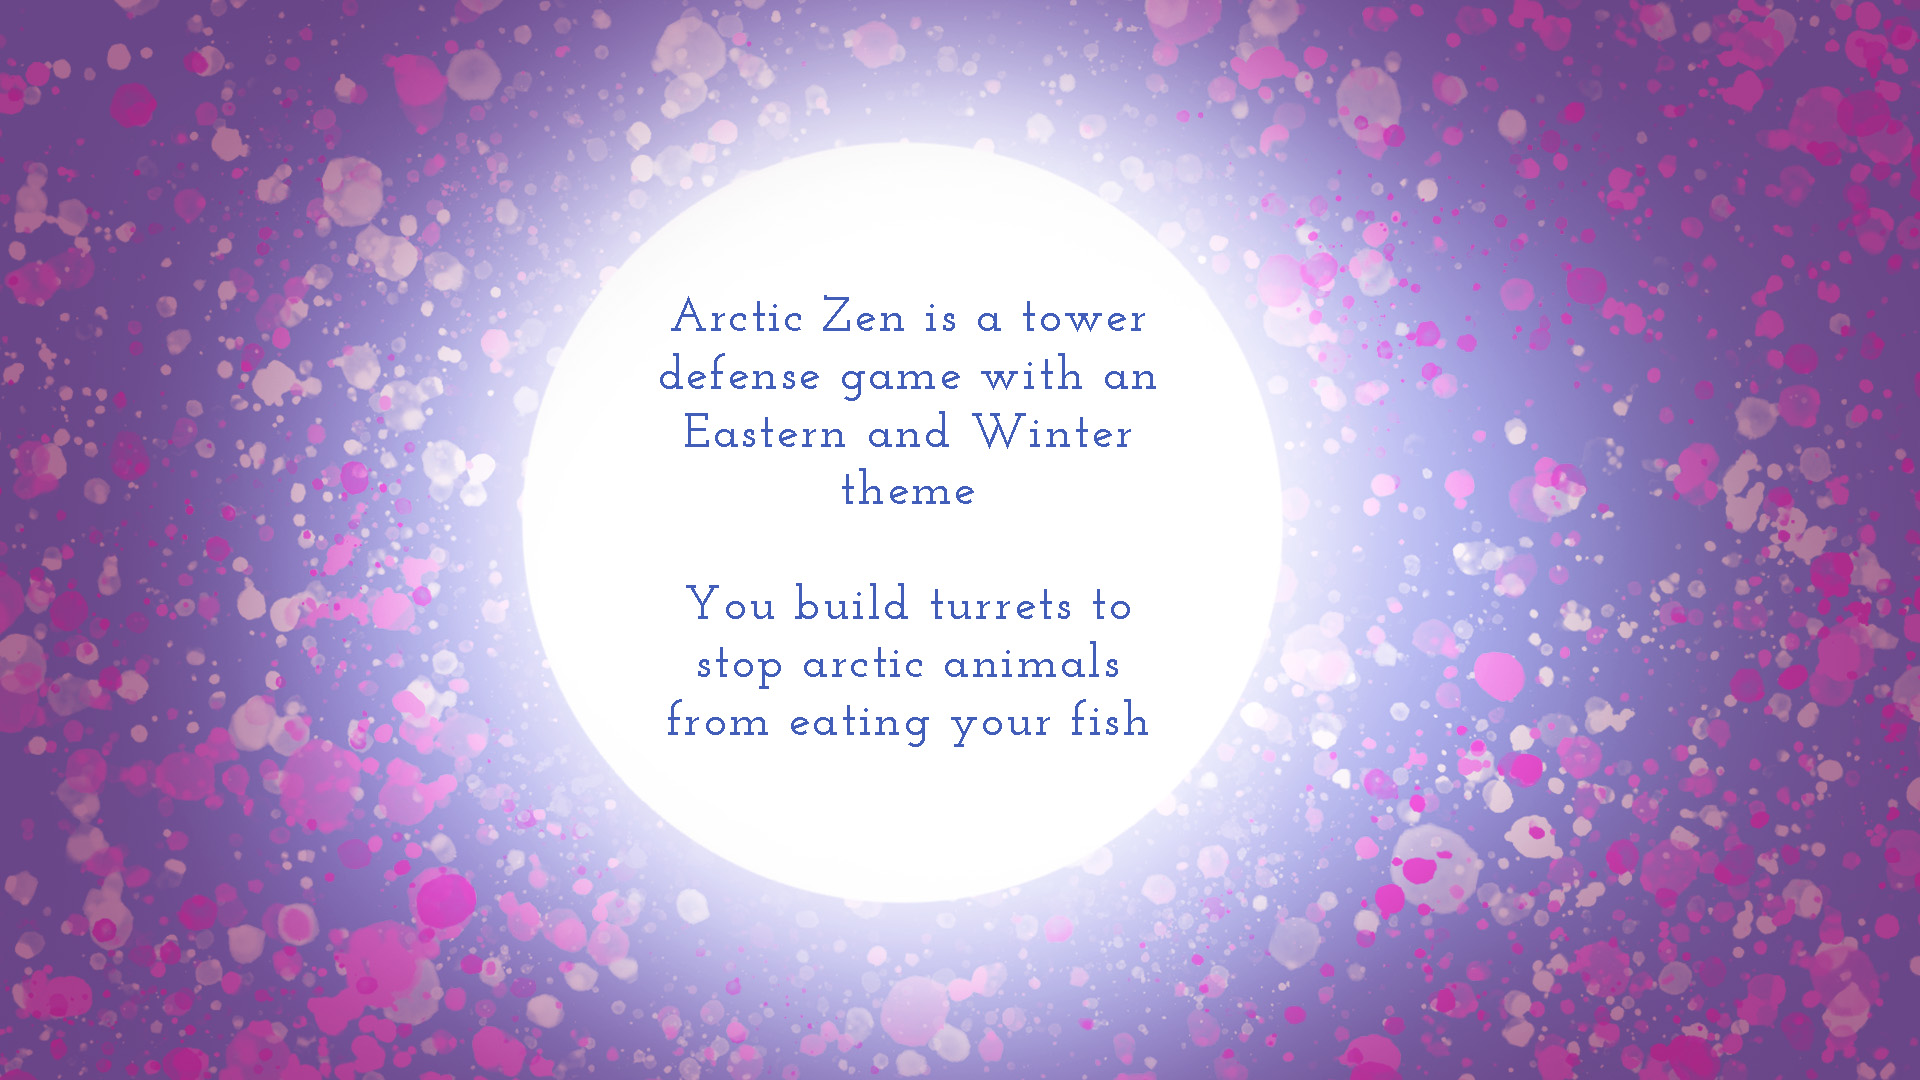 Arctic Zen is a tower
defense game with an
Eastern and Winter
theme
You build turrets to
stop arctic animals
from eating your fish